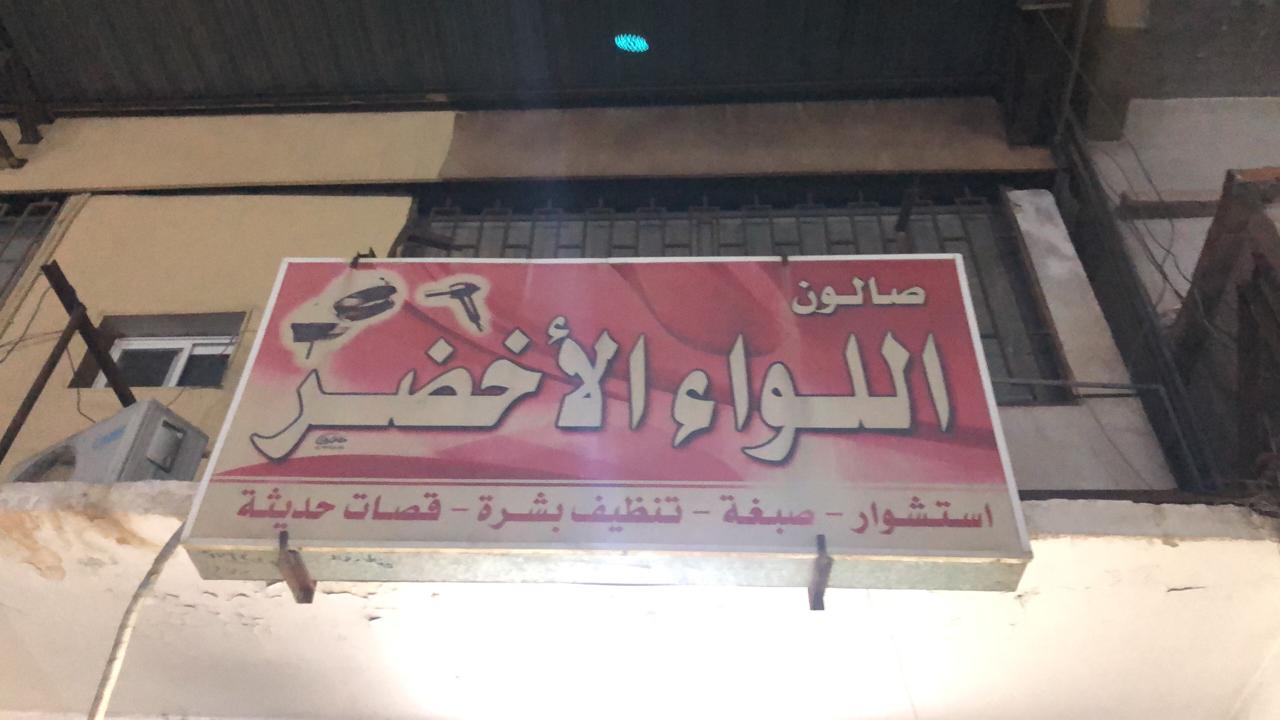 صالون
اللواء الأخضر
استشوار - صبغة - تنظيف بشرة - قصات حديثة